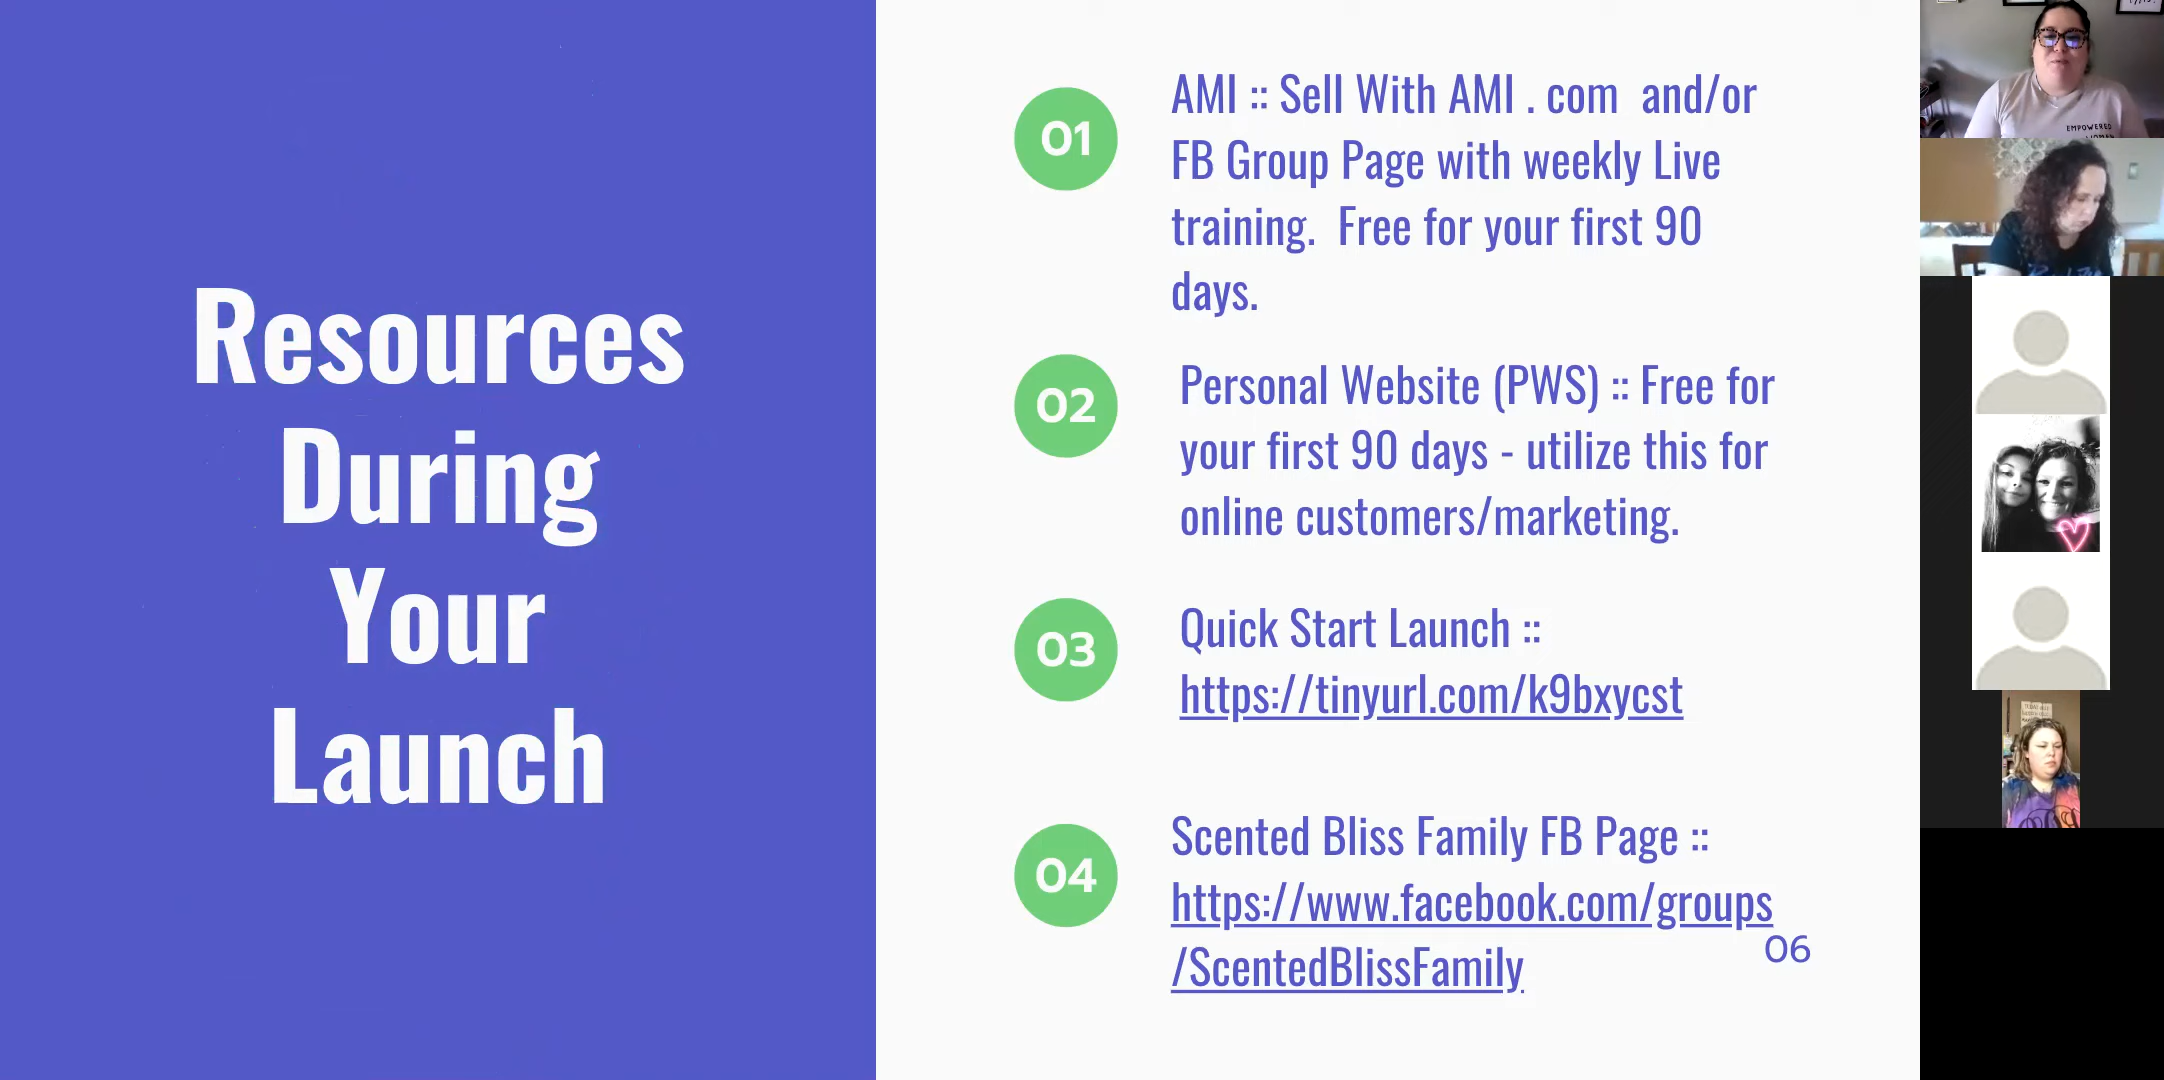 Resources
During
Your
Launch
01
AMI :: Sell With AMI . com and/or
FB Group Page with weekly Live
training. Free for your first 90
days.
02
Personal Website (PWS) :: Free for
your first 90 days - utilize this for
online customers/marketing.
03
Quick Start Launch ::
https://tinyurl.com/k9bxycst
04
Scented Bliss Family FB Page ::
https://www.facebook.com/groups
/ScentedBlissFamily
06
EMPOWERED
WOMAN